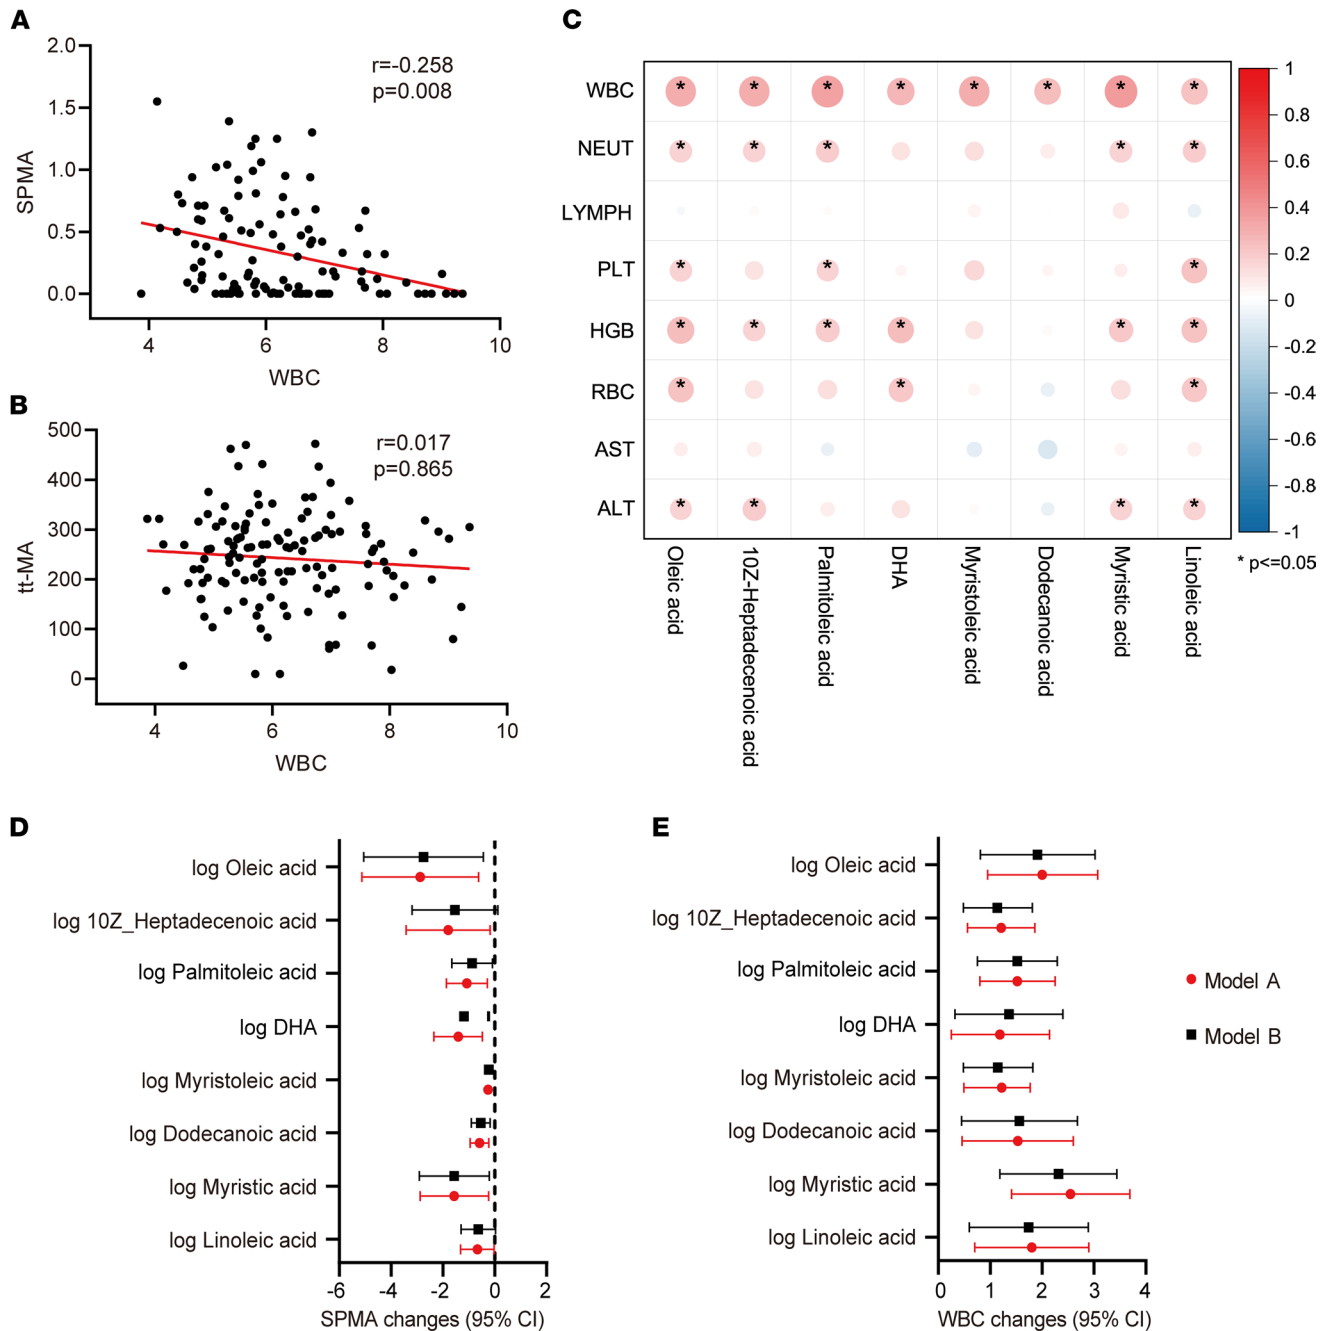 A
r=-0.258
p=0.008
2.0
1.5
1.0
0.5
0.0
SPMA
4
6
8
10
WBC
B
r=0.017
p=0.865
500
400
300
200
100
0
tt-MA
4
6
8
10
WBC
C
WBC
* * * * * * * *
NEUT
* * * * *
LYMPH
PLT
* * *
HGB
* * * * * *
RBC
* * *
AST
ALT
* * * *
Oleic acid
10Z-Heptadecenoic acid
Palmitoleic acid
DHA
Myristoleic acid
Dodecanoic acid
Myristic acid
Linoleic acid
1
0.8
0.6
0.4
0.2
0
-0.2
-0.4
-0.6
-0.8
-1
* p<=0.05
D
log Oleic acid
log 10Z_Heptadecenoic acid
log Palmitoleic acid
log DHA
log Myristoleic acid
log Dodecanoic acid
log Myristic acid
log Linoleic acid
-6 -4 -2 0 2
SPMA changes (95% CI)
E
log Oleic acid
log 10Z_Heptadecenoic acid
log Palmitoleic acid
log DHA
log Myristoleic acid
log Dodecanoic acid
log Myristic acid
log Linoleic acid
0 1 2 3 4
WBC changes (95% CI)
Model A
Model B